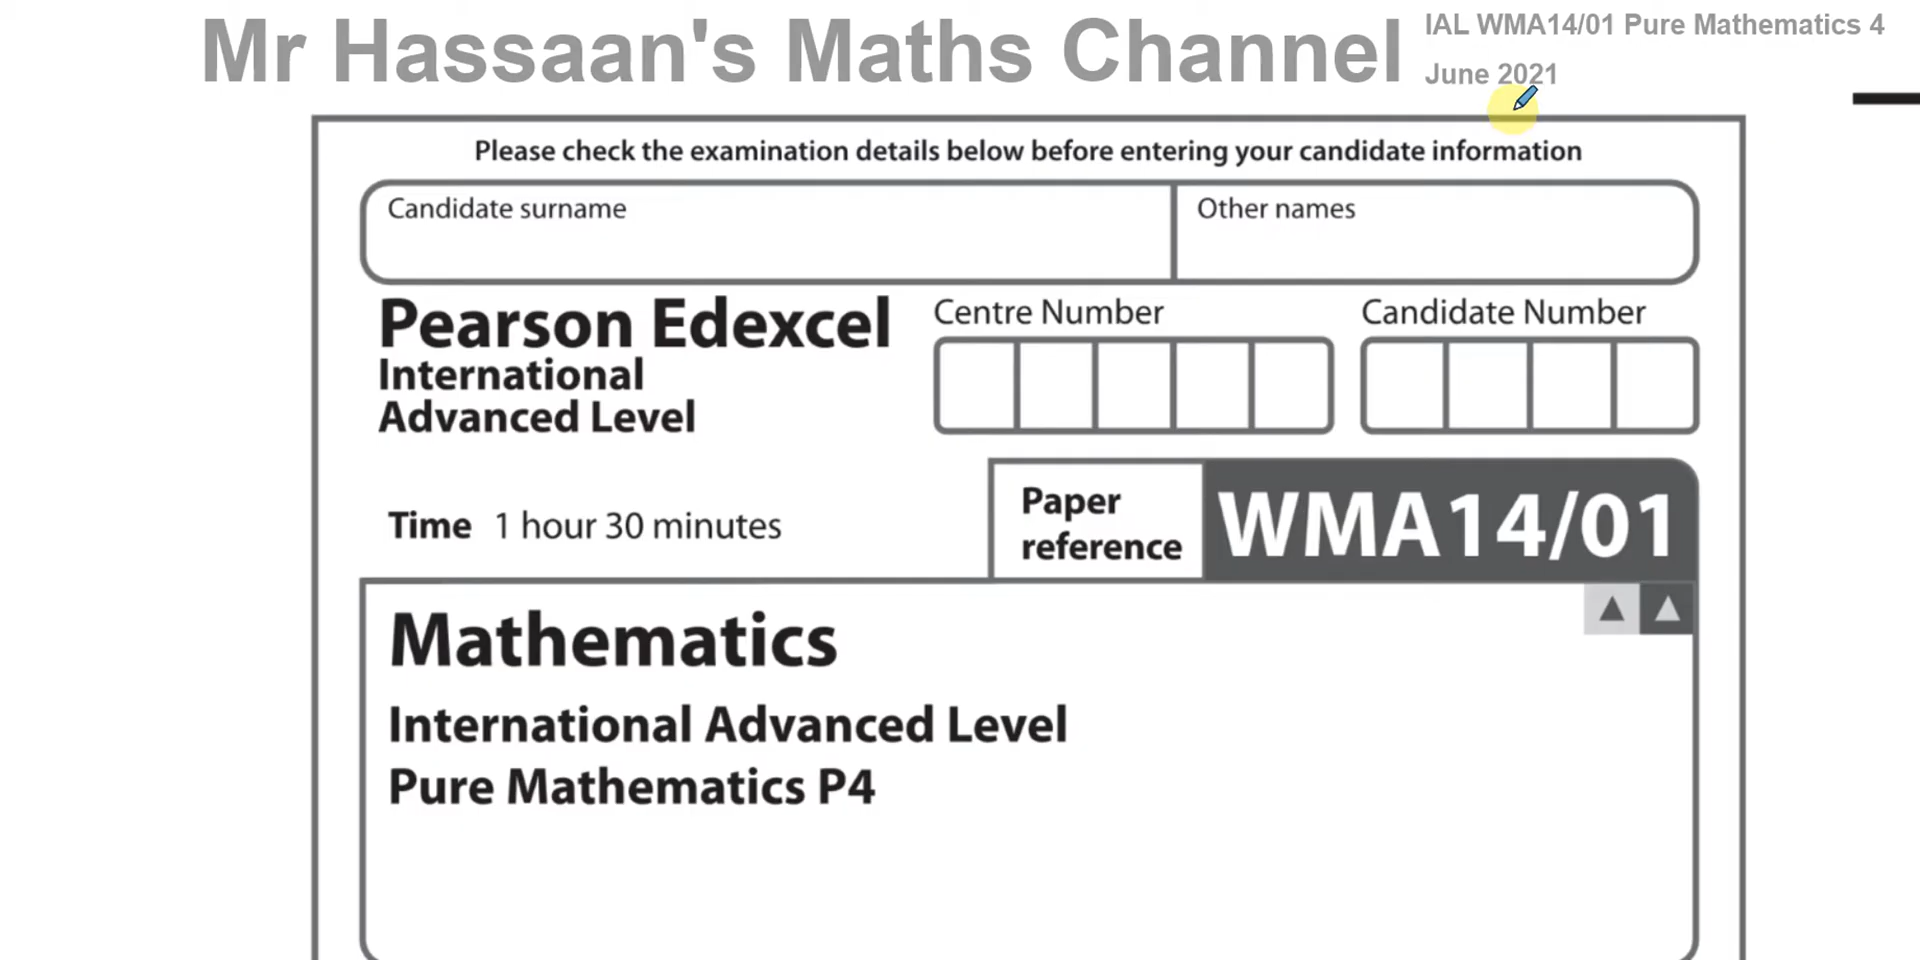 Mr Hassaan's Maths Channel
IAL WMA14/01 Pure Mathematics 4
June 2021
Please check the examination details below before entering your candidate information
Candidate surname
Other names
Pearson Edexcel
International
Advanced Level
Centre Number
Candidate Number
Time 1 hour 30 minutes
Paper
reference
WMA14/01
Mathematics
International Advanced Level
Pure Mathematics P4